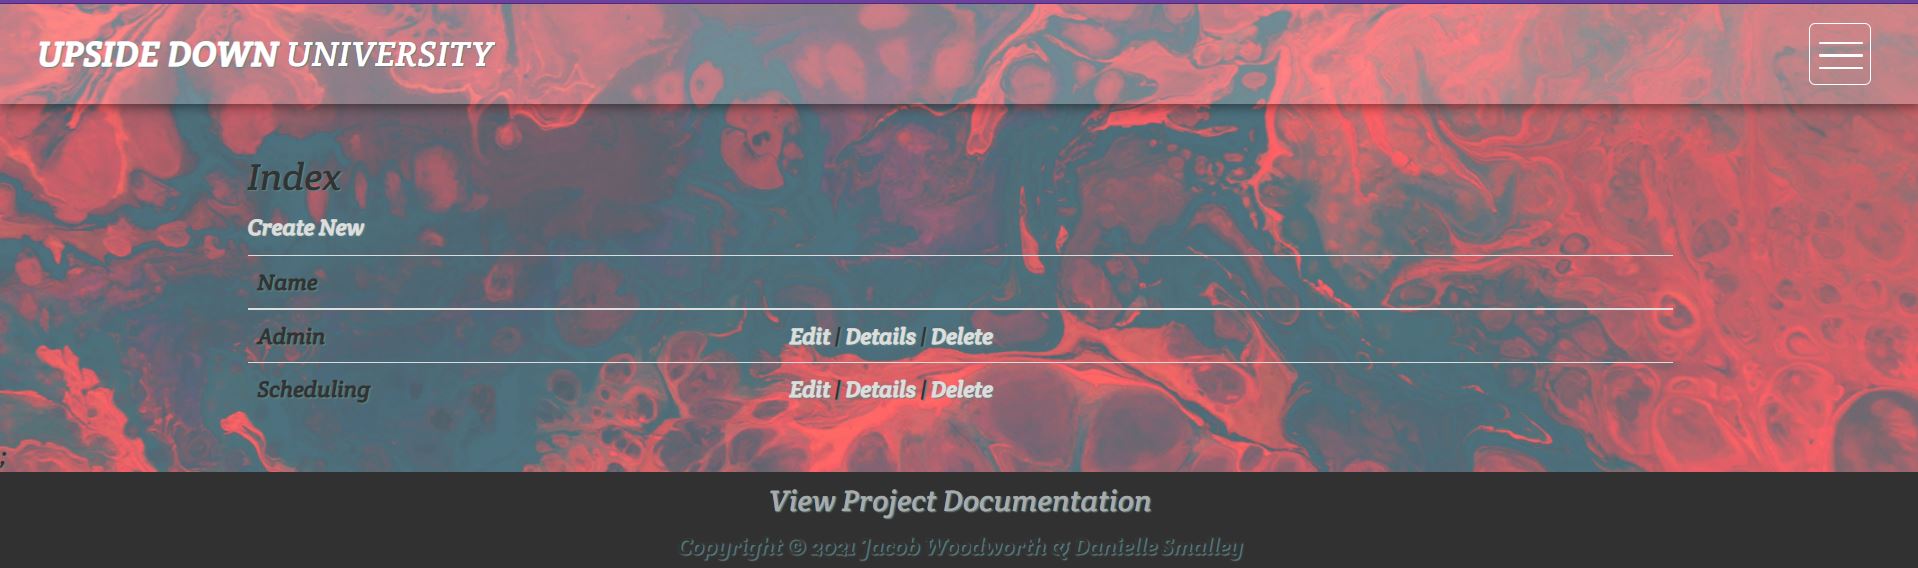 UPSIDE DOWN UNIVERSITY
Index
Create New
Name
Admin Edit | Details | Delete
Scheduling Edit | Details | Delete
;
View Project Documentation
Copyright © 2021 Jacob Woodworth & Danielle Smalley